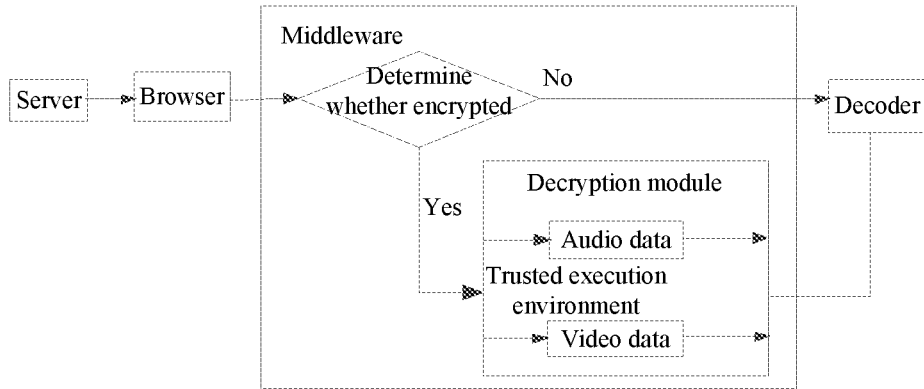 Middleware
Server
Browser
Determine
whether encrypted
No
Decoder
Yes
Decryption module
Audio data
Trusted execution
environment
Video data